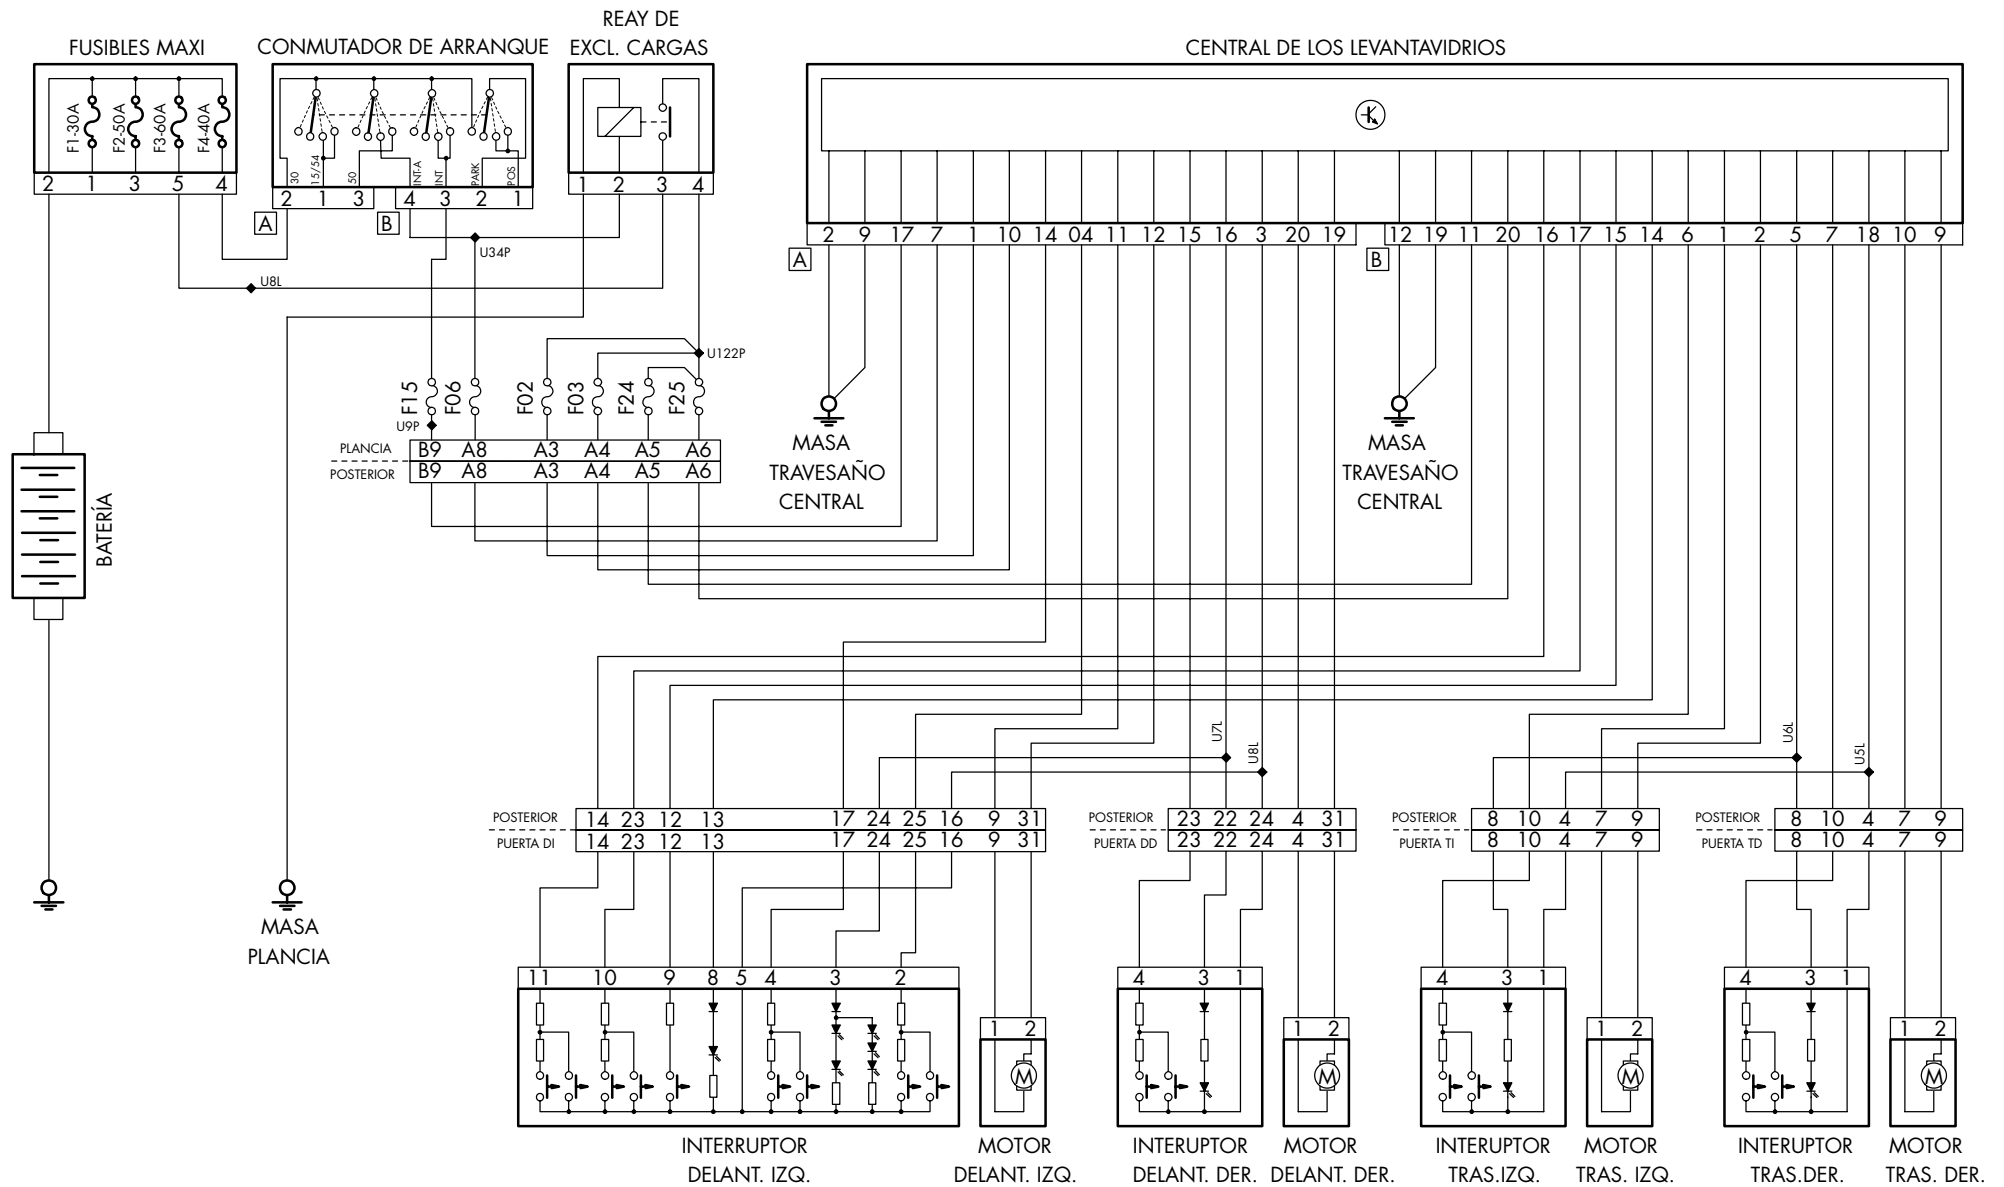 REAY DE
FUSIBLES MAXI CONMUTADOR DE ARRANQUE EXCL. CARGAS CENTRAL DE LOS LEVANTAVIDRIOS
F1-30A F2-50A F3-60A F4-40A
30 15/54 50 INT-A INT PARK POS
2 1 3 5 4
2 1 3 4 3 2 1
1 2 3 4
A B
2 9 17 7 1 10 14 04 11 12 15 16 3 20 19
12 19 11 20 16 17 15 14 6 1 2 5 7 18 10 9
A B
U34P
U8L
U122P
F15 F06 F02 F03 F24 F25
U9P
PLANCIA B9 A8 A3 A4 A5 A6
POSTERIOR B9 A8 A3 A4 A5 A6
MASA
TRAVESAÑO
CENTRAL
MASA
TRAVESAÑO
CENTRAL
BATERÍA
U7L U8L U6L U5L
POSTERIOR 14 23 12 13 17 24 25 16 9 31
PUERTA DI 14 23 12 13 17 24 25 16 9 31
POSTERIOR 23 22 24 4 31
PUERTA DD 23 22 24 4 31
POSTERIOR 8 10 4 7 9
PUERTA TI 8 10 4 7 9
POSTERIOR 8 10 4 7 9
PUERTA TD 8 10 4 7 9
MASA
PLANCIA
11 10 9 8 5 4 3 2
1 2
M
4 3 1
1 2
M
4 3 1
1 2
M
4 3 1
1 2
M
INTERRUPTOR
DELANT. IZQ.
MOTOR
DELANT. IZQ.
INTERUPTOR
DELANT. DER.
MOTOR
DELANT. DER.
INTERUPTOR
TRAS.IZQ.
MOTOR
TRAS. IZQ.
INTERUPTOR
TRAS.DER.
MOTOR
TRAS. DER.